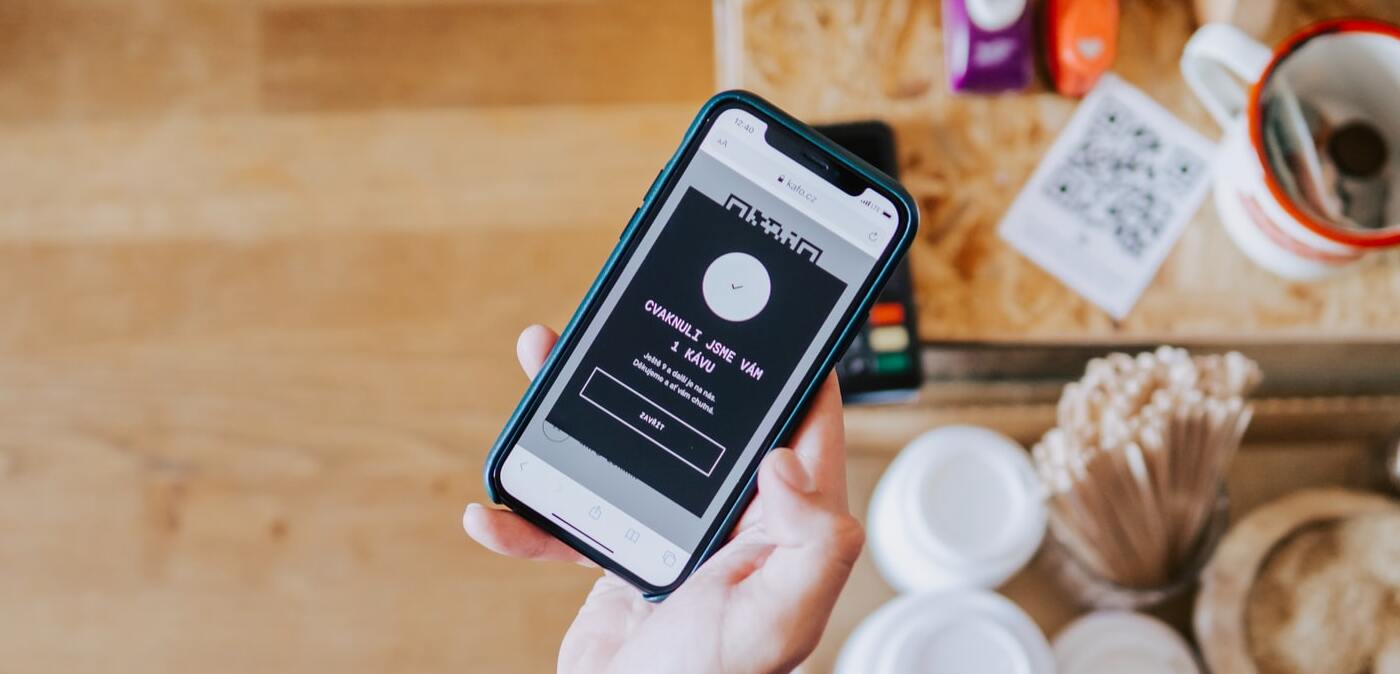 12:40
AA
kafo.cz
LTE
CVAKNULI JSME VÁM
1 KÁVU
Ještě 9 a další je na nás.
Děkujeme a ať vám chutná.
ZAVŘÍT